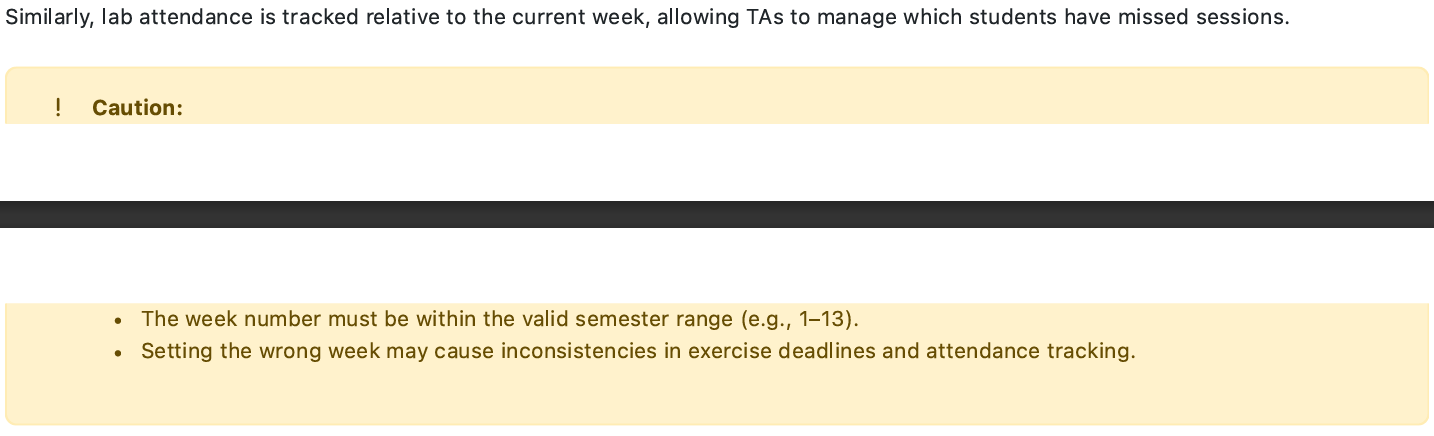 Similarly, lab attendance is tracked relative to the current week, allowing TAs to manage which students have missed sessions.
! Caution:
• The week number must be within the valid semester range (e.g., 1–13).
• Setting the wrong week may cause inconsistencies in exercise deadlines and attendance tracking.